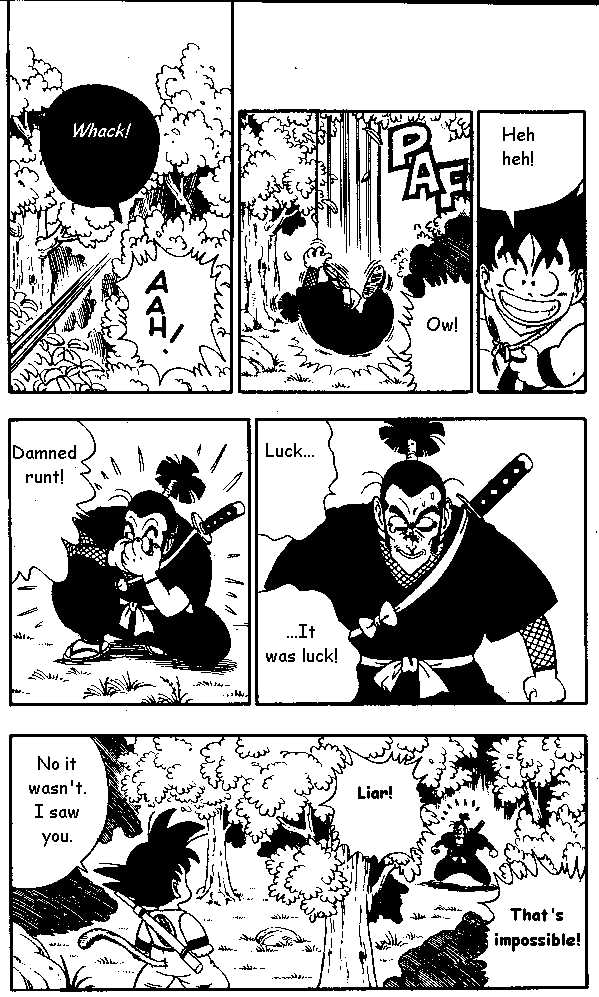 Whack!
A
A
H!
PAF
Ow!
Heh
heh!
Damned
runt!
Luck...
...It
was luck!
No it
wasn't.
I saw
you.
Liar!
That's
impossible!